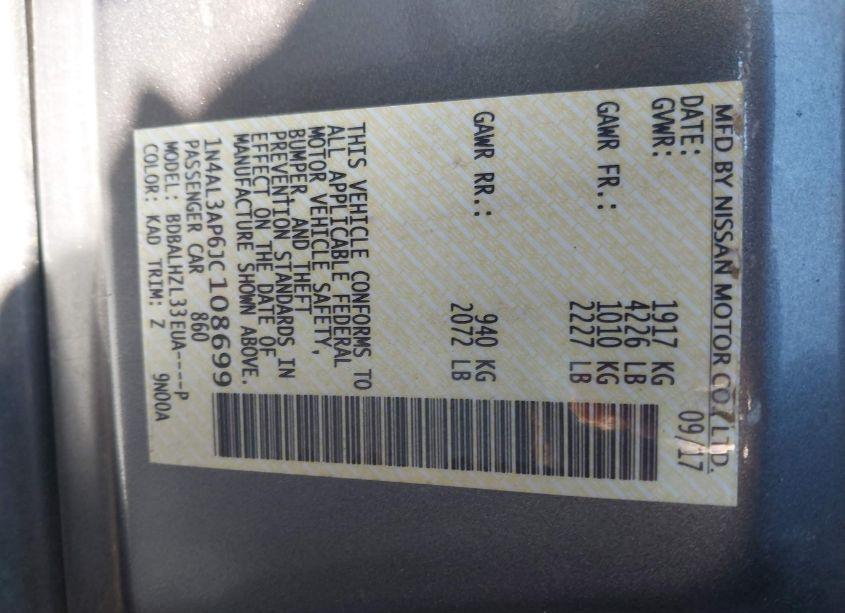 MFD BY NISSAN MOTOR CO., LTD.
DATE: 09/17
GVWR: 1917 KG
4226 LB
GAWR FR.: 1010 KG
2227 LB
GAWR RR.: 940 KG
2072 LB
THIS VEHICLE CONFORMS TO
ALL APPLICABLE FEDERAL
MOTOR VEHICLE SAFETY,
BUMPER, AND THEFT
PREVENTION STANDARDS IN
EFFECT ON THE DATE OF
MANUFACTURE SHOWN ABOVE.
1N4AL3AP6JC108699
PASSENGER CAR 860
MODEL: BDBALHZL33EUA----P
COLOR: KAD TRIM: Z 9N00A